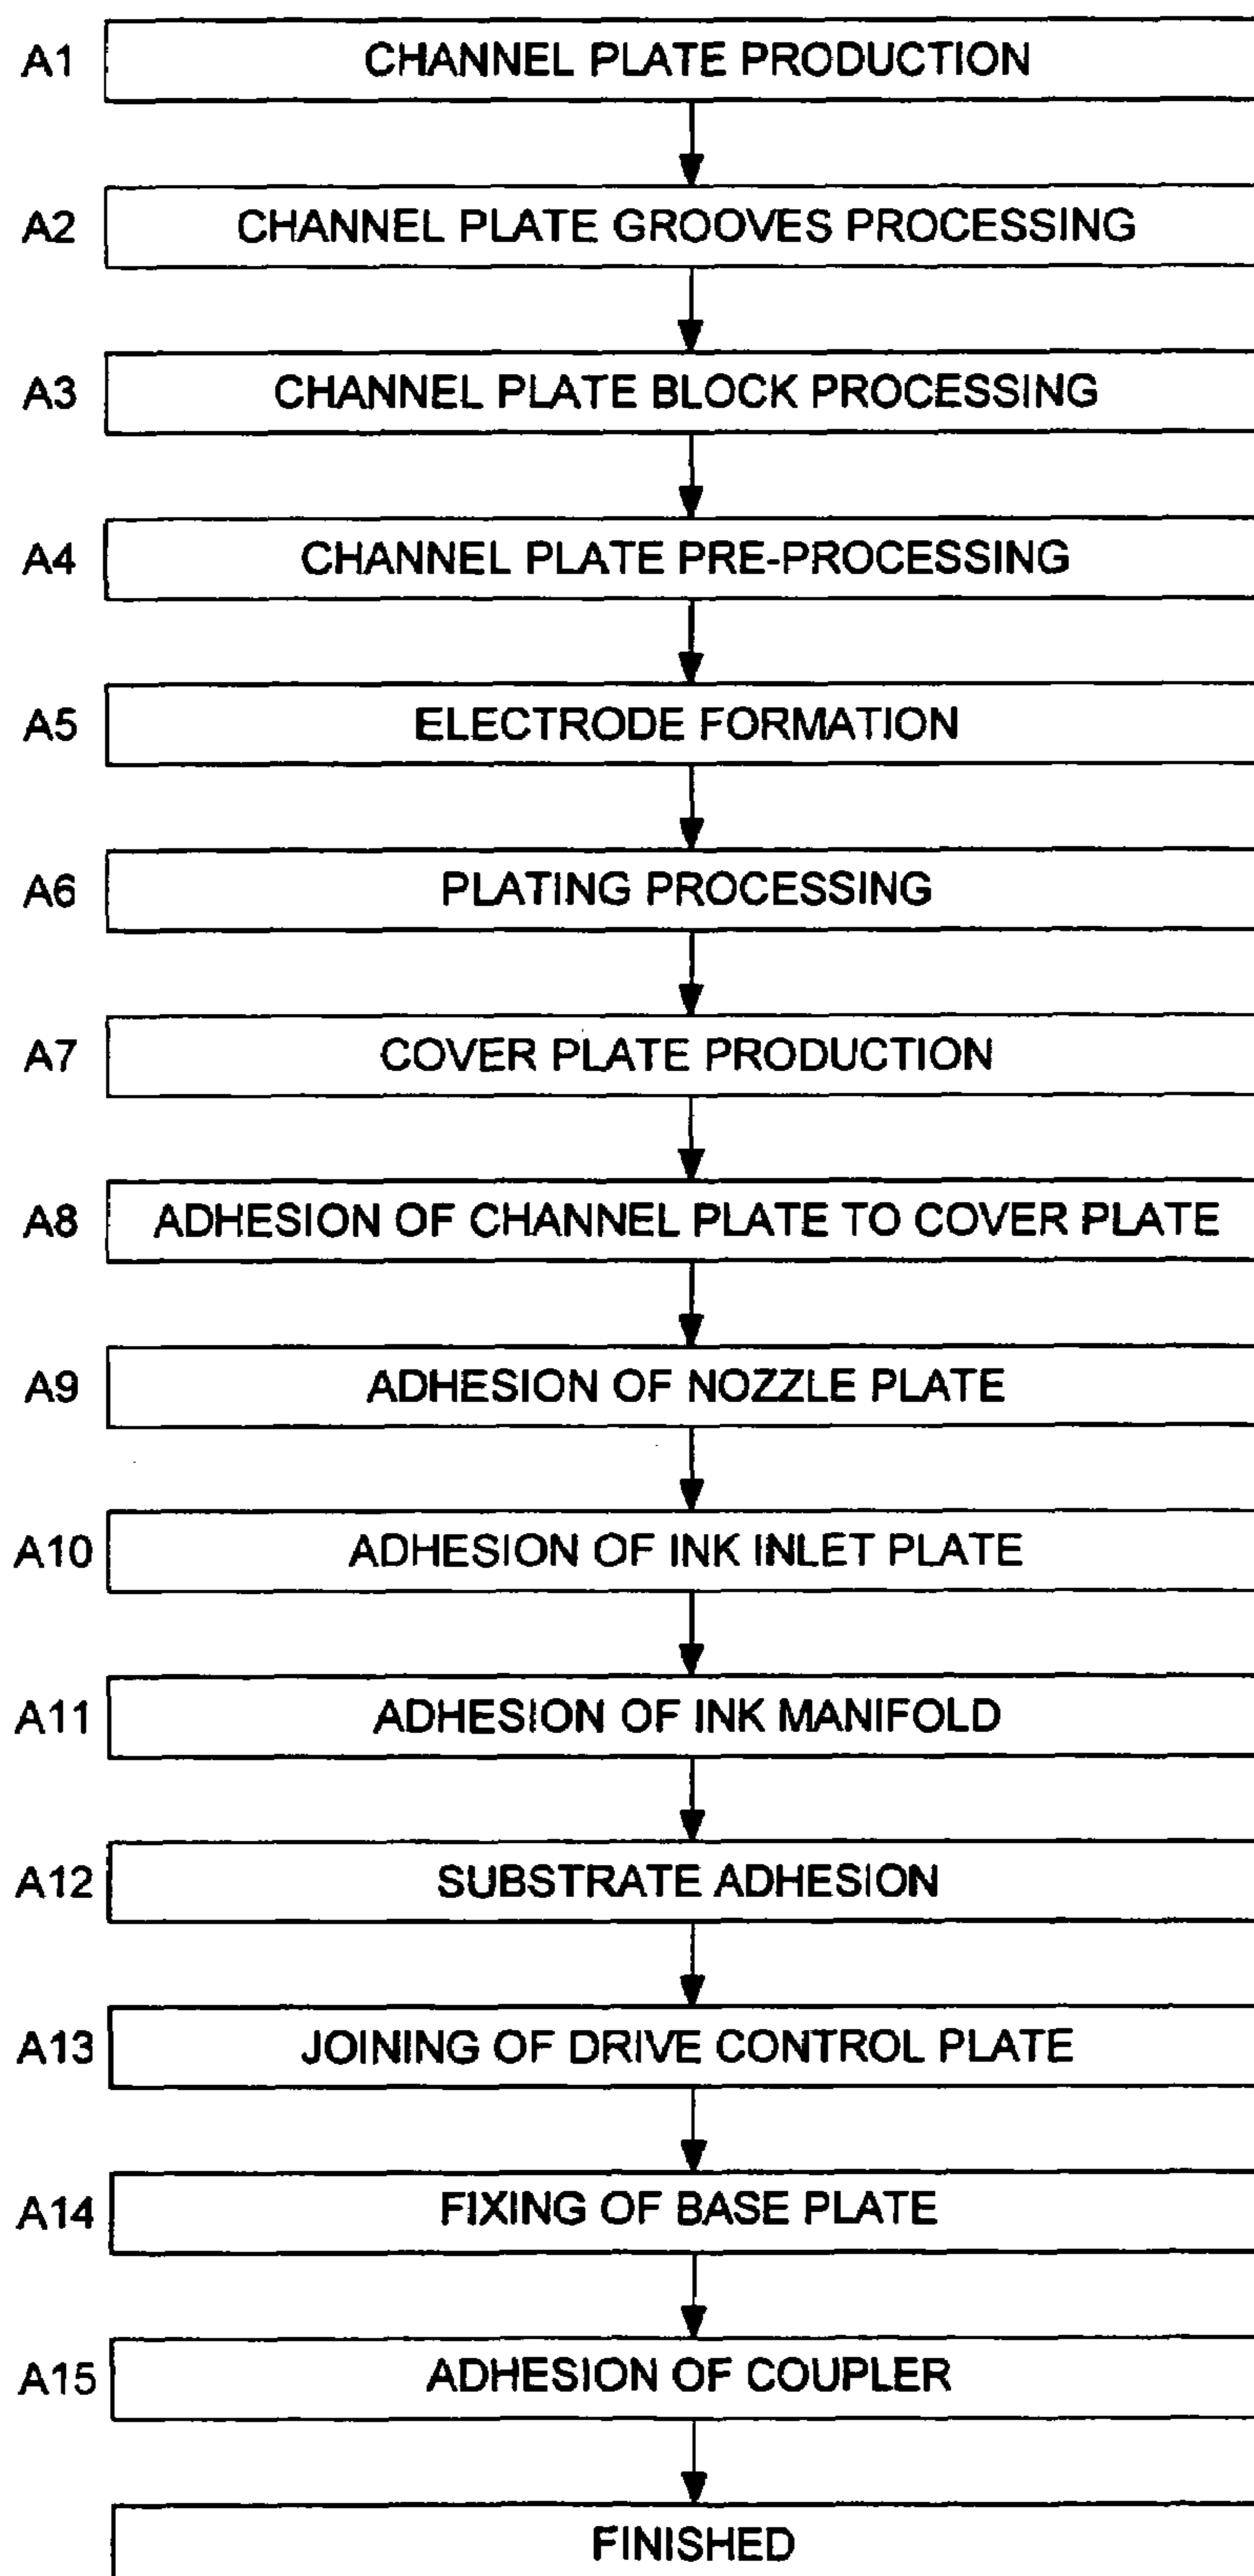 A1 CHANNEL PLATE PRODUCTION
A2 CHANNEL PLATE GROOVES PROCESSING
A3 CHANNEL PLATE BLOCK PROCESSING
A4 CHANNEL PLATE PRE-PROCESSING
A5 ELECTRODE FORMATION
A6 PLATING PROCESSING
A7 COVER PLATE PRODUCTION
A8 ADHESION OF CHANNEL PLATE TO COVER PLATE
A9 ADHESION OF NOZZLE PLATE
A10 ADHESION OF INK INLET PLATE
A11 ADHESION OF INK MANIFOLD
A12 SUBSTRATE ADHESION
A13 JOINING OF DRIVE CONTROL PLATE
A14 FIXING OF BASE PLATE
A15 ADHESION OF COUPLER
FINISHED